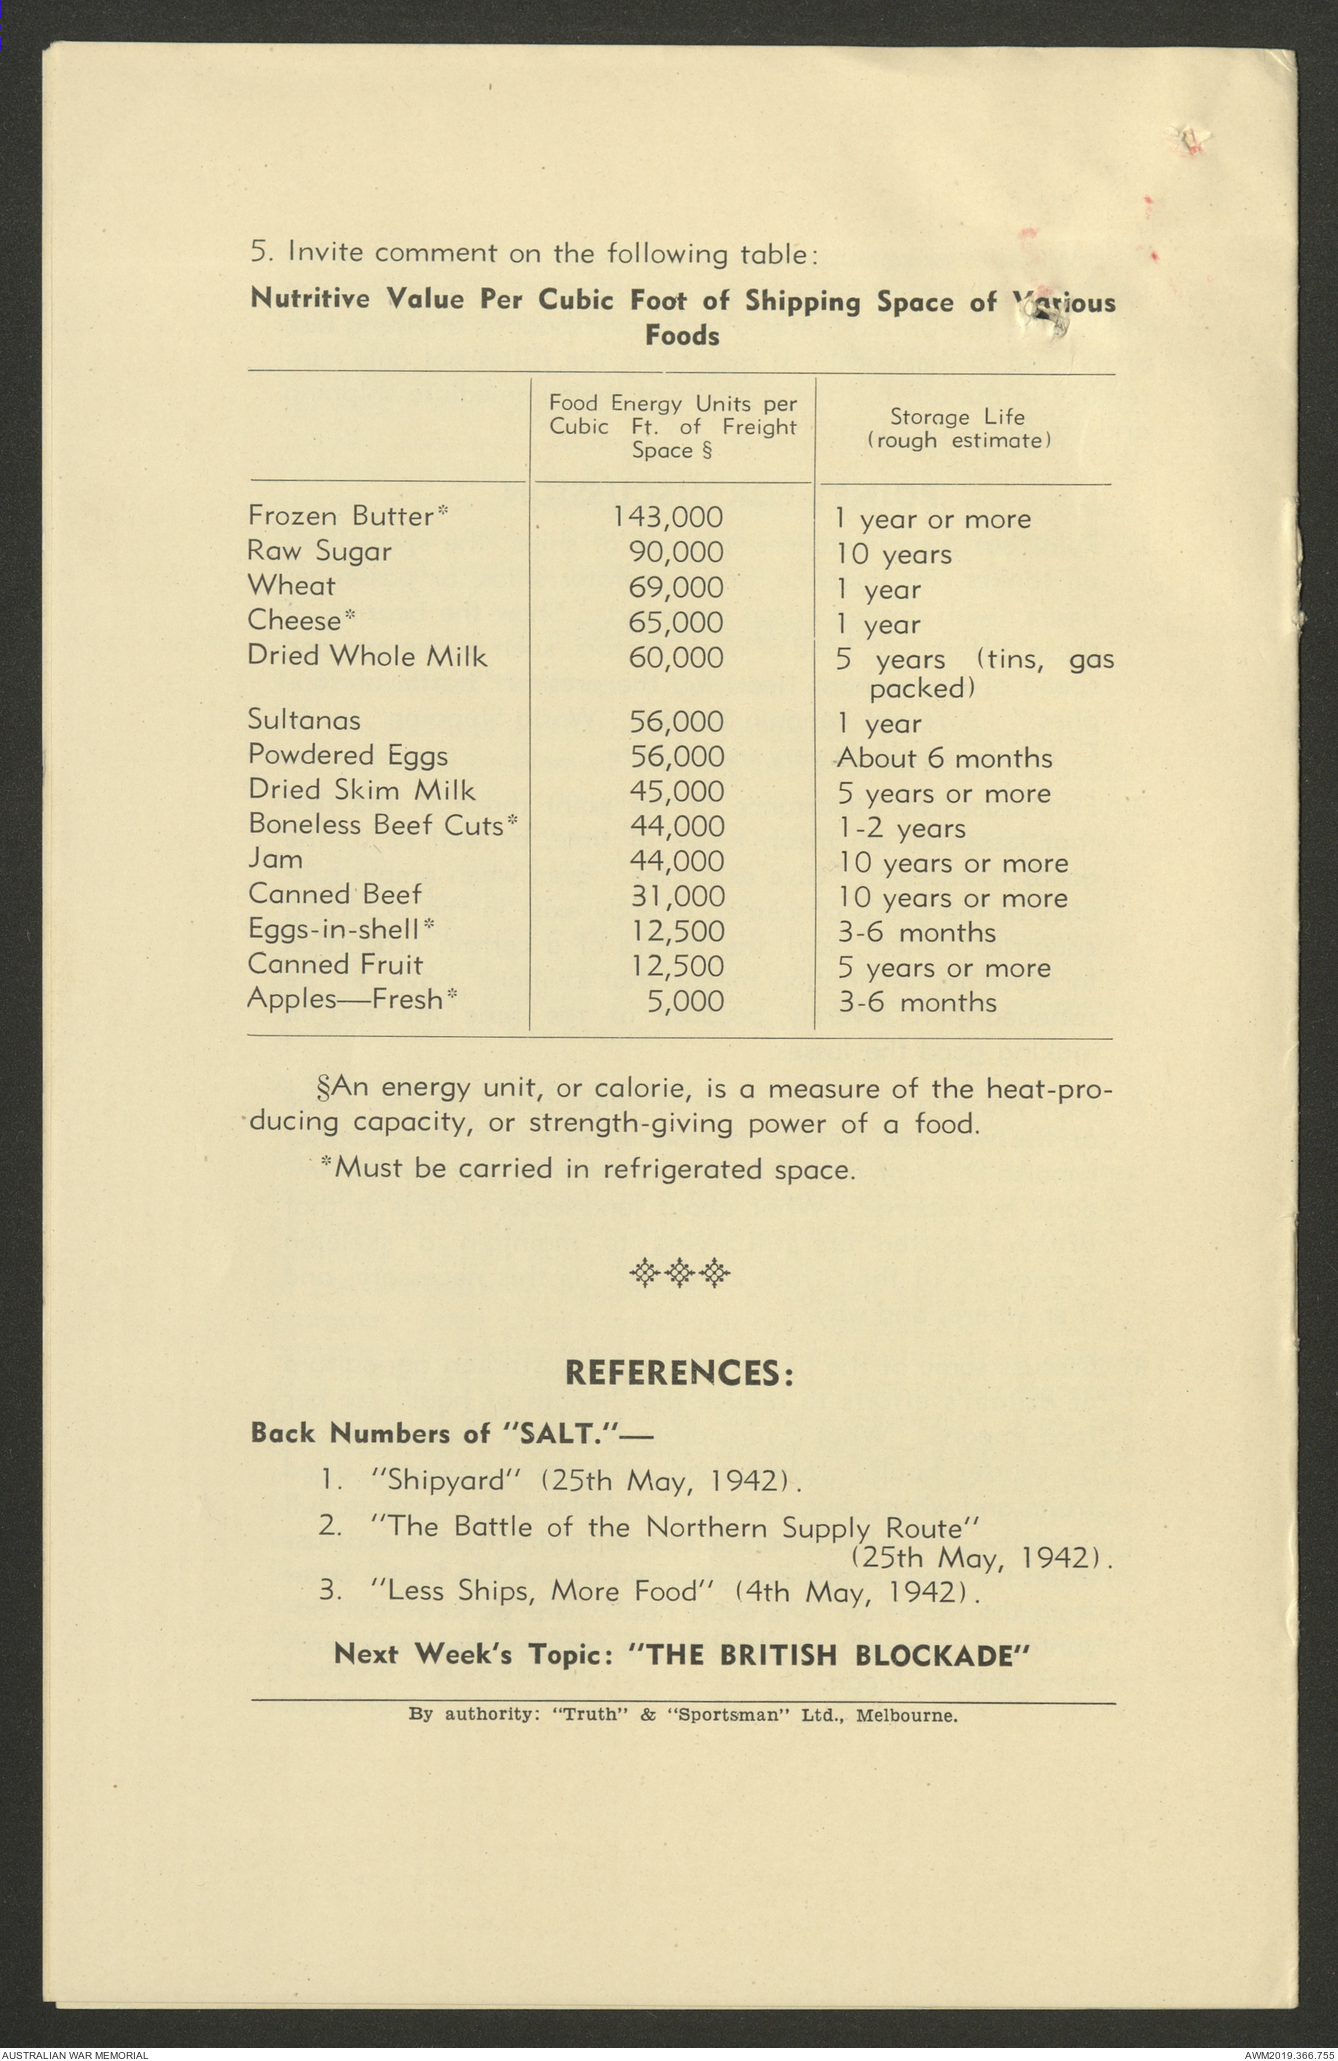 5. Invite comment on the following table:
Nutritive Value Per Cubic Foot of Shipping Space of Various
Foods
Food Energy Units per
Cubic Ft. of Freight
Space §
Storage Life
(rough estimate)
Frozen Butter* 143,000 1 year or more
Raw Sugar 90,000 10 years
Wheat 69,000 1 year
Cheese* 65,000 1 year
Dried Whole Milk 60,000 5 years (tins, gas
packed)
Sultanas 56,000 1 year
Powdered Eggs 56,000 About 6 months
Dried Skim Milk 45,000 5 years or more
Boneless Beef Cuts* 44,000 1-2 years
Jam 44,000 10 years or more
Canned Beef 31,000 10 years or more
Eggs-in-shell* 12,500 3-6 months
Canned Fruit 12,500 5 years or more
Apples—Fresh* 5,000 3-6 months
§An energy unit, or calorie, is a measure of the heat-pro-
ducing capacity, or strength-giving power of a food.
*Must be carried in refrigerated space.
REFERENCES:
Back Numbers of "SALT."—
1. "Shipyard" (25th May, 1942).
2. "The Battle of the Northern Supply Route"
(25th May, 1942).
3. "Less Ships, More Food" (4th May, 1942).
Next Week's Topic: "THE BRITISH BLOCKADE"
By authority: "Truth" & "Sportsman" Ltd., Melbourne.
AUSTRALIAN WAR MEMORIAL
AWM2019.366.755